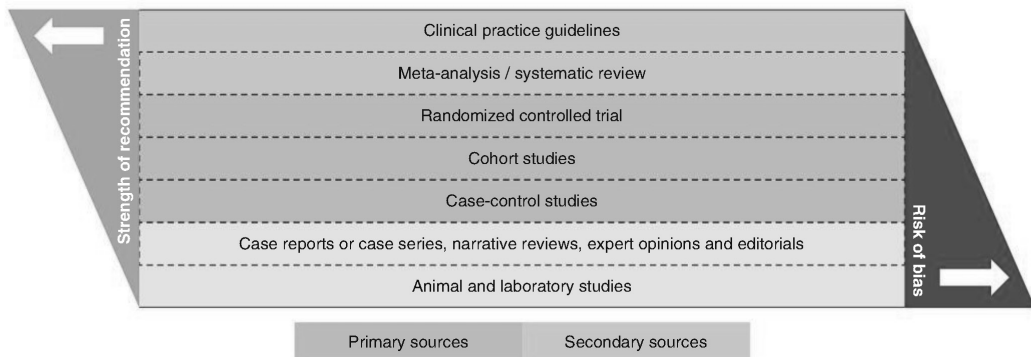 Strength of recommendation
Clinical practice guidelines
Meta-analysis / systematic review
Randomized controlled trial
Cohort studies
Case-control studies
Case reports or case series, narrative reviews, expert opinions and editorials
Animal and laboratory studies
Risk of bias
Primary sources
Secondary sources